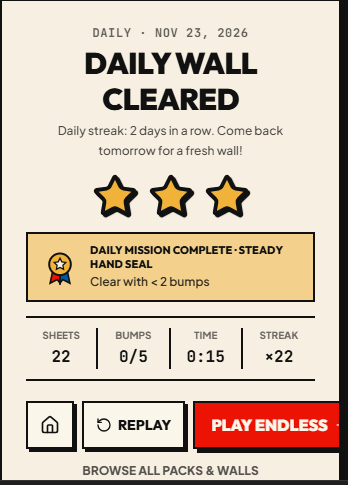 DAILY · NOV 23, 2026
DAILY WALL
CLEARED
Daily streak: 2 days in a row. Come back
tomorrow for a fresh wall!
DAILY MISSION COMPLETE · STEADY
HAND SEAL
Clear with < 2 bumps
SHEETS BUMPS TIME STREAK
22 0/5 0:15 ×22
REPLAY PLAY ENDLESS
BROWSE ALL PACKS & WALLS